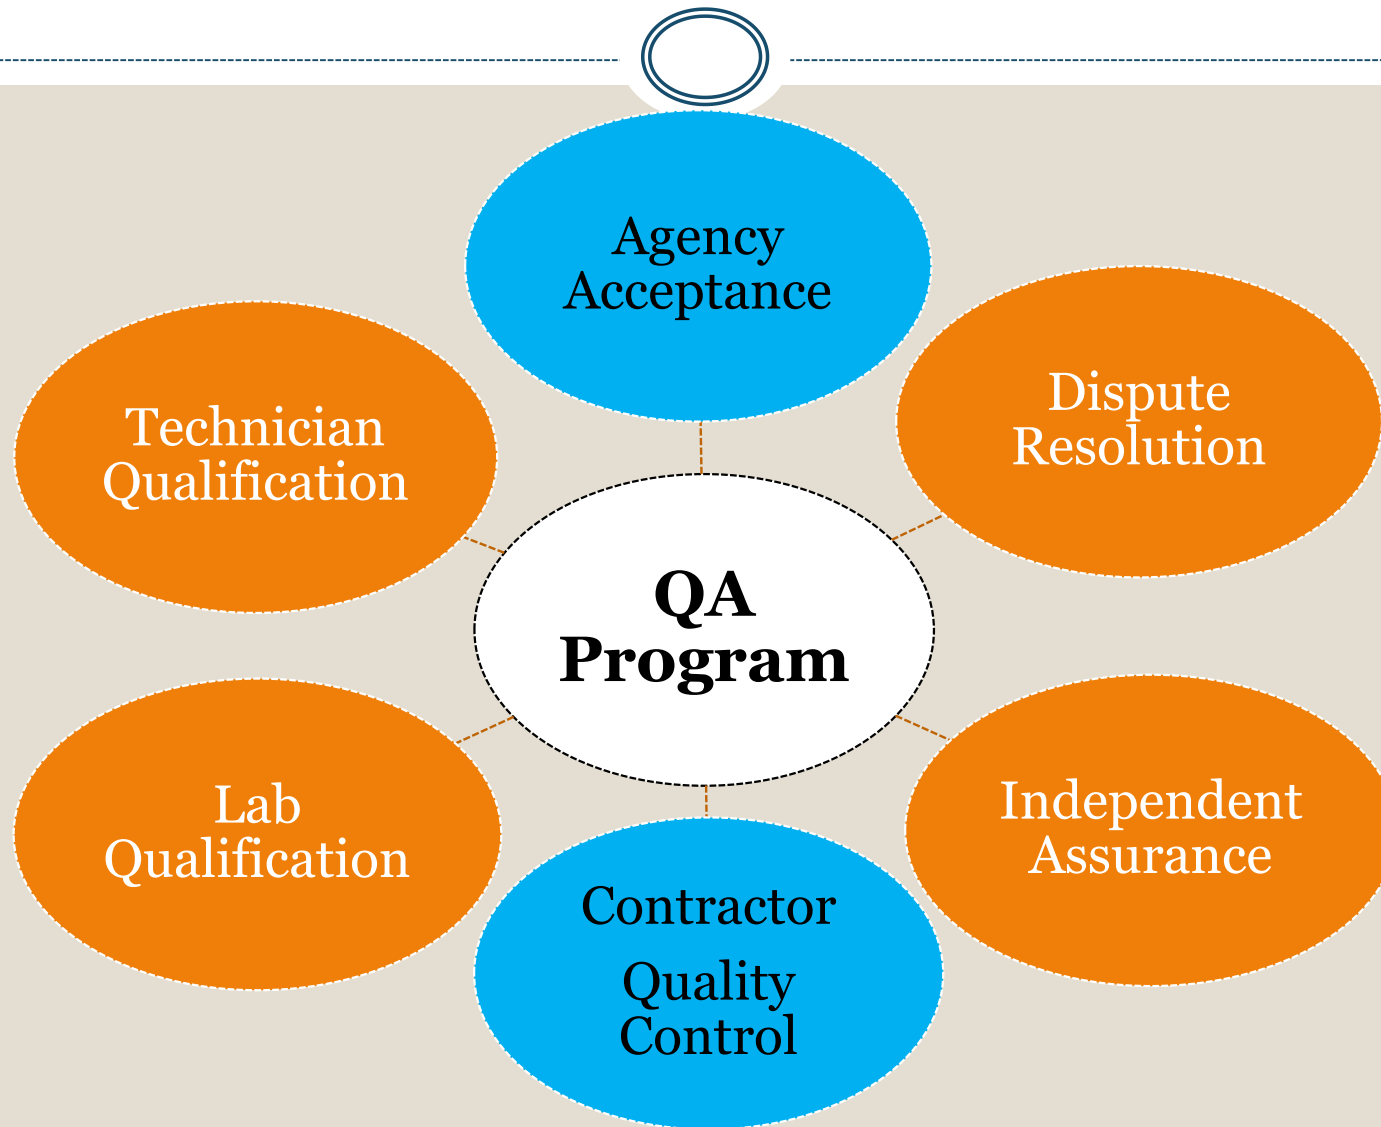 Agency
Acceptance
Dispute
Resolution
Technician
Qualification
QA
Program
Independent
Assurance
Lab
Qualification
Contractor
Quality
Control